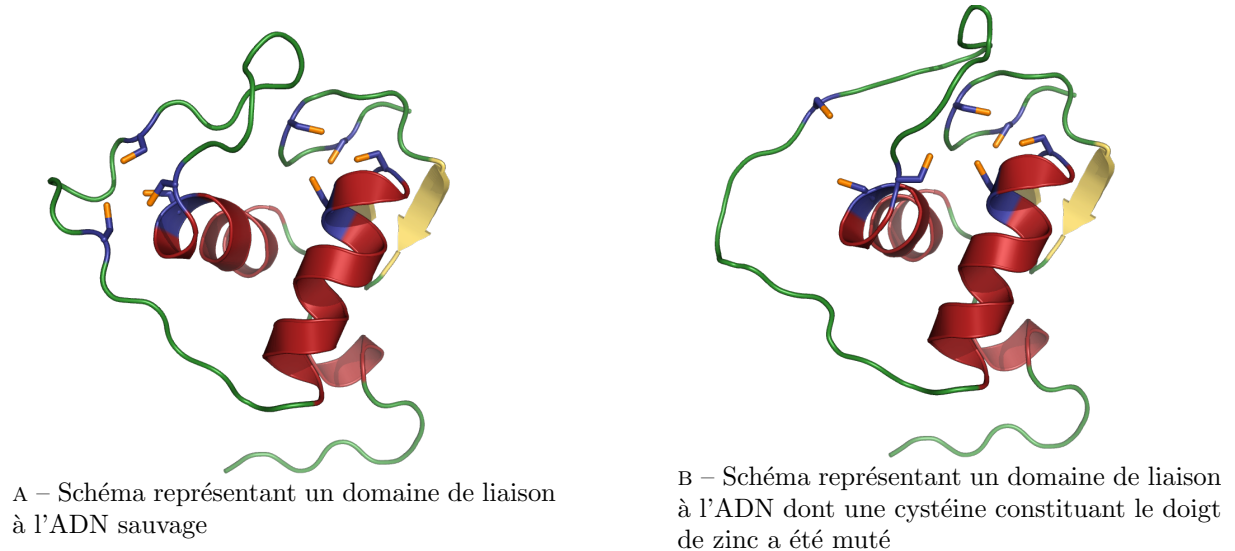 A – Schéma représentant un domaine de liaison
à l'ADN sauvage
B – Schéma représentant un domaine de liaison
à l'ADN dont une cystéine constituant le doigt
de zinc a été muté